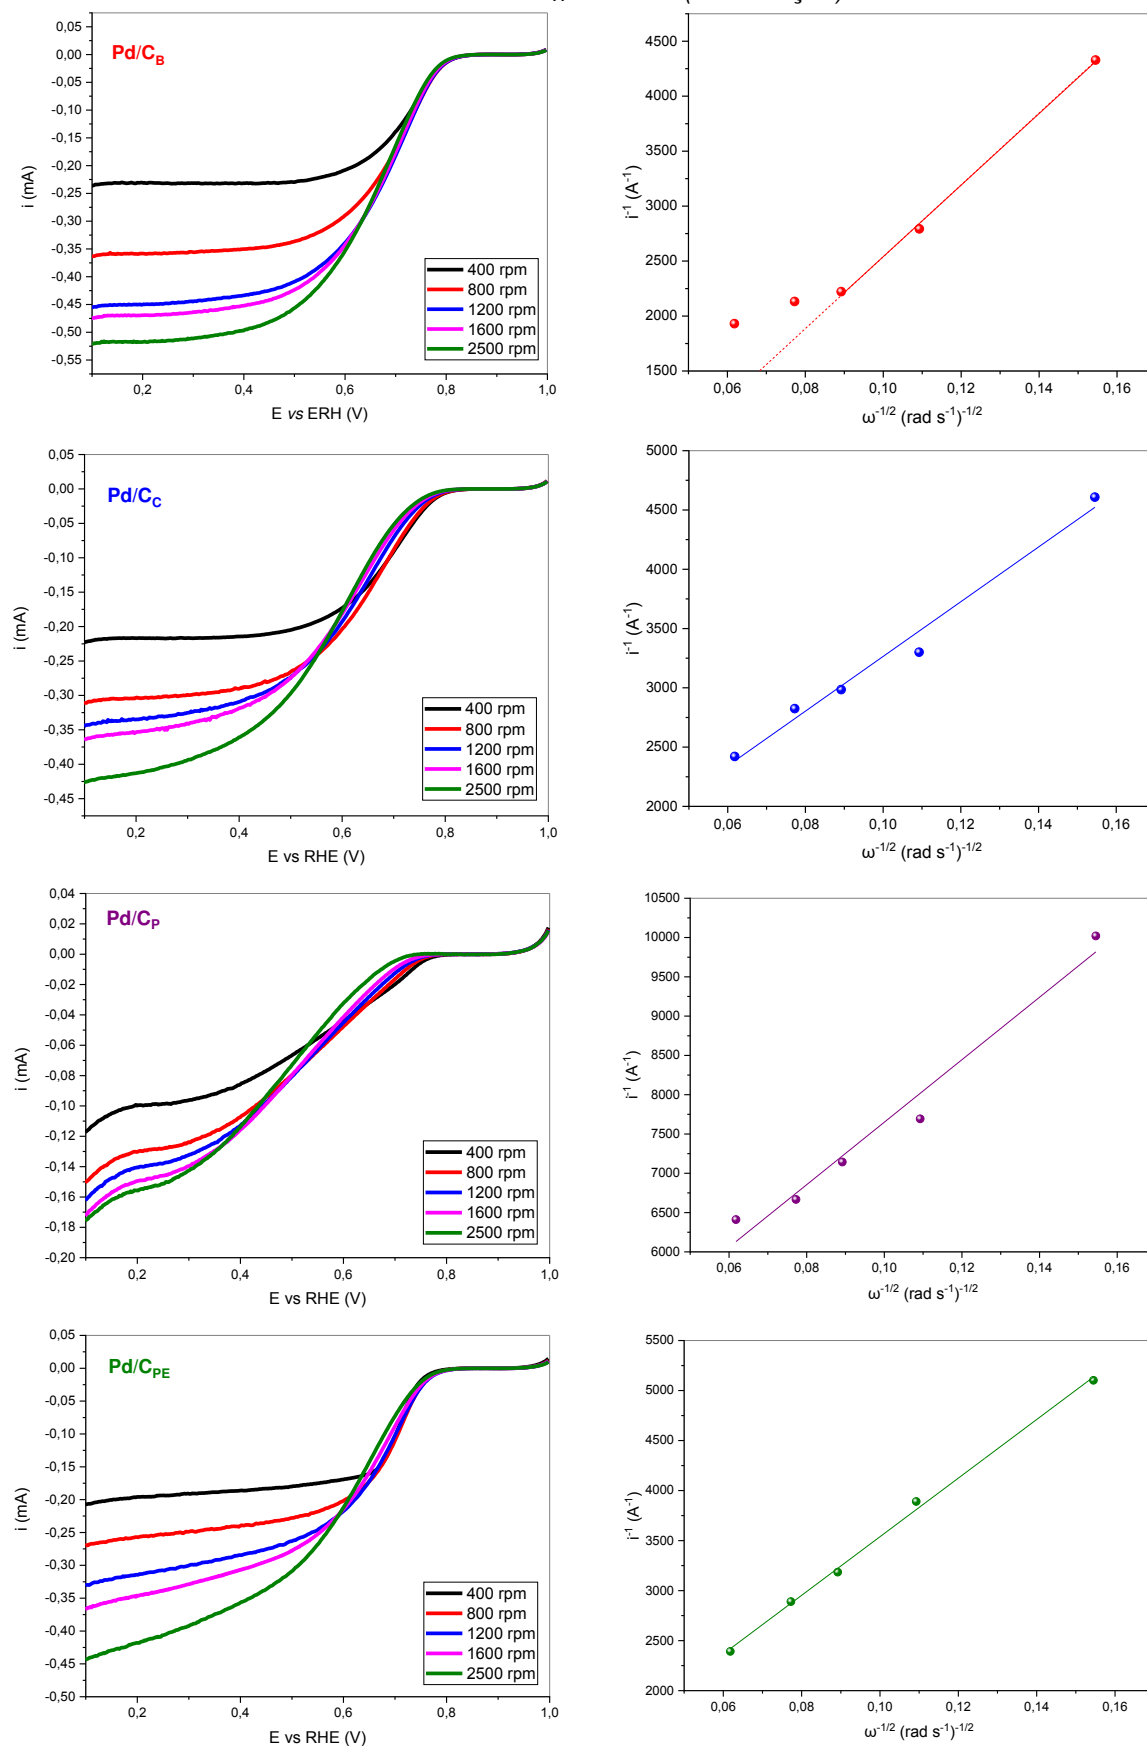 Pd/C_B
0,05
0,00
-0,05
-0,10
-0,15
-0,20
-0,25
-0,30
-0,35
-0,40
-0,45
-0,50
-0,55
i (mA)
400 rpm
800 rpm
1200 rpm
1600 rpm
2500 rpm
0,2 0,4 0,6 0,8 1,0
E vs ERH (V)
4500
4000
3500
3000
2500
2000
1500
i⁻¹ (A⁻¹)
0,06 0,08 0,10 0,12 0,14 0,16
ω⁻¹/² (rad s⁻¹)⁻¹/²
Pd/C_C
0,05
0,00
-0,05
-0,10
-0,15
-0,20
-0,25
-0,30
-0,35
-0,40
-0,45
i (mA)
400 rpm
800 rpm
1200 rpm
1600 rpm
2500 rpm
0,2 0,4 0,6 0,8 1,0
E vs RHE (V)
5000
4500
4000
3500
3000
2500
2000
i⁻¹ (A⁻¹)
0,06 0,08 0,10 0,12 0,14 0,16
ω⁻¹/² (rad s⁻¹)⁻¹/²
Pd/C_P
0,04
0,02
0,00
-0,02
-0,04
-0,06
-0,08
-0,10
-0,12
-0,14
-0,16
-0,18
-0,20
i (mA)
400 rpm
800 rpm
1200 rpm
1600 rpm
2500 rpm
0,2 0,4 0,6 0,8 1,0
E vs RHE (V)
10500
10000
9500
9000
8500
8000
7500
7000
6500
6000
i⁻¹ (A⁻¹)
0,06 0,08 0,10 0,12 0,14 0,16
ω⁻¹/² (rad s⁻¹)⁻¹/²
Pd/C_PE
0,05
0,00
-0,05
-0,10
-0,15
-0,20
-0,25
-0,30
-0,35
-0,40
-0,45
-0,50
i (mA)
400 rpm
800 rpm
1200 rpm
1600 rpm
2500 rpm
0,2 0,4 0,6 0,8 1,0
E vs RHE (V)
5500
5000
4500
4000
3500
3000
2500
2000
i⁻¹ (A⁻¹)
0,06 0,08 0,10 0,12 0,14 0,16
ω⁻¹/² (rad s⁻¹)⁻¹/²